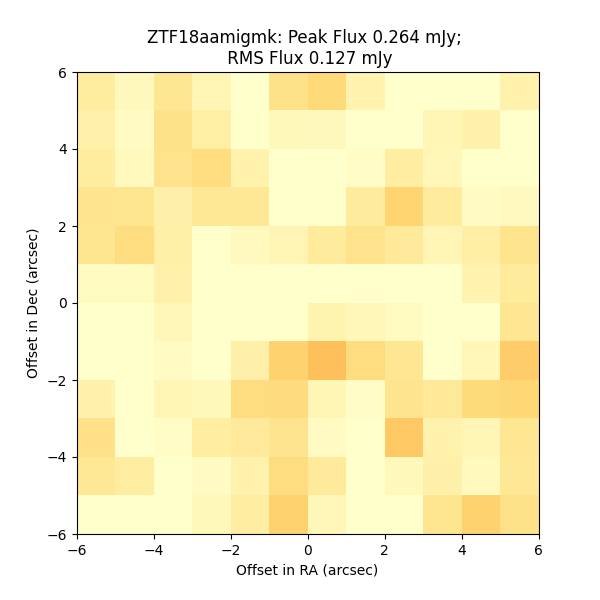 ZTF18aamigmk: Peak Flux 0.264 mJy;
RMS Flux 0.127 mJy
6
4
2
0
−2
−4
−6
Offset in Dec (arcsec)
−6 −4 −2 0 2 4 6
Offset in RA (arcsec)